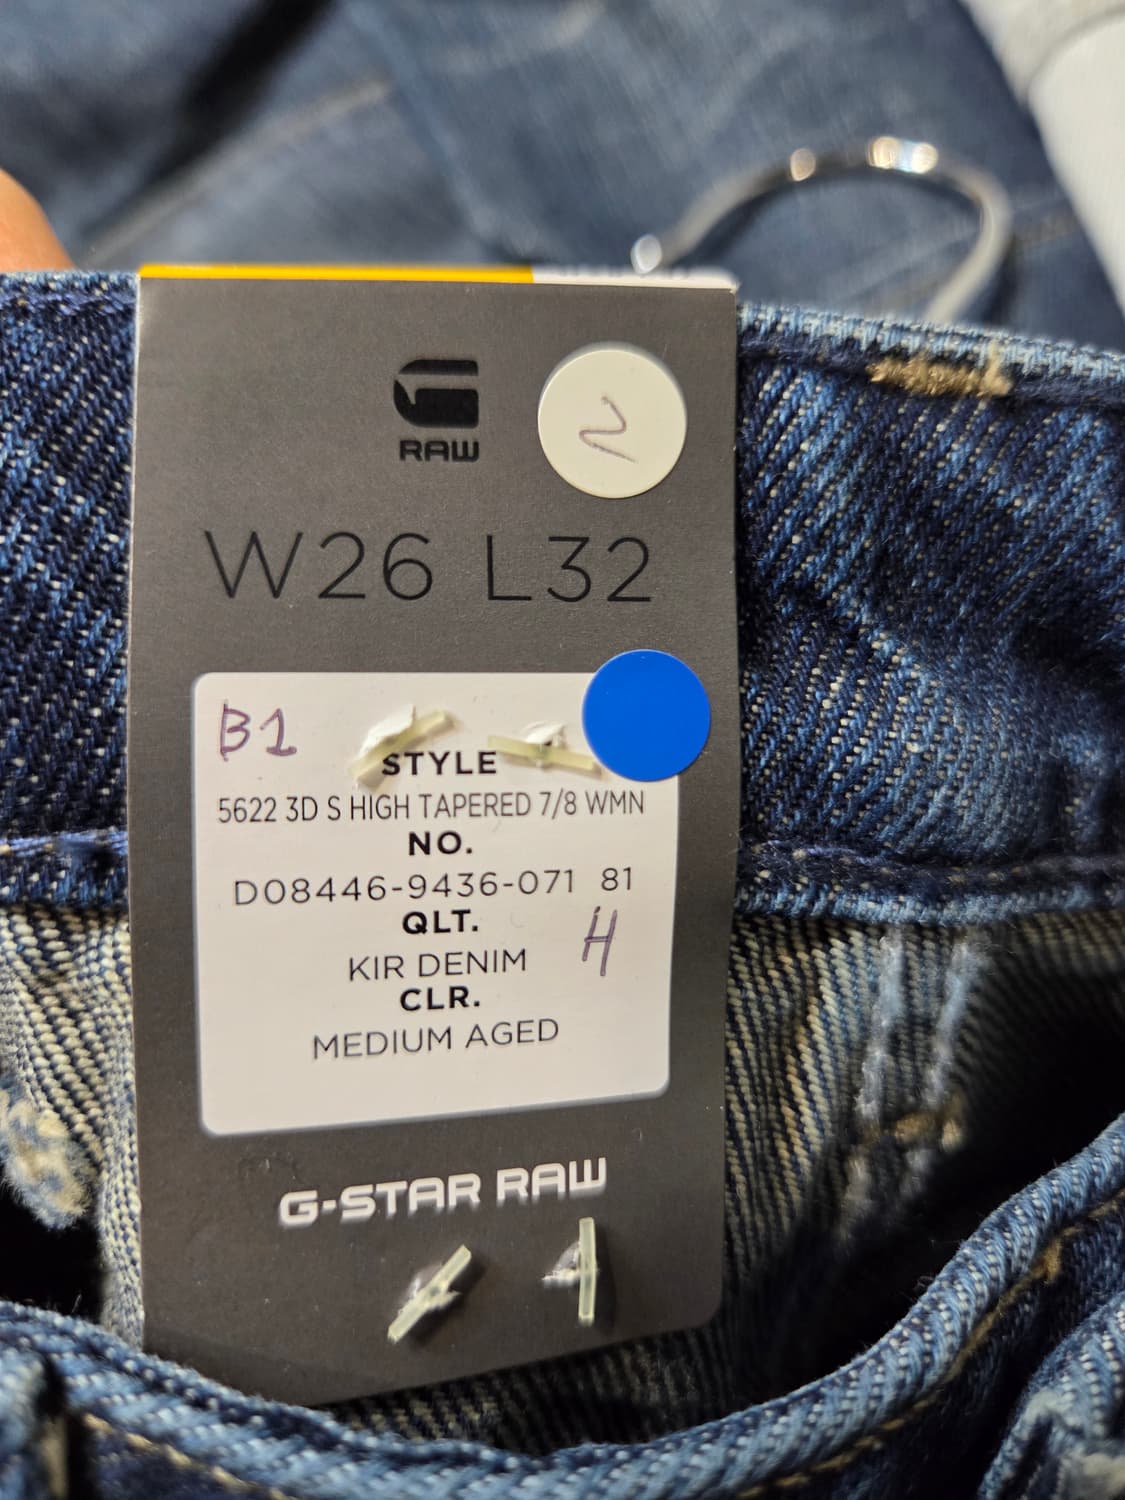 RAW
2
W26 L32
B1
STYLE
5622 3D S HIGH TAPERED 7/8 WMN
NO.
D08446-9436-071 81
QLT.
H
KIR DENIM
CLR.
MEDIUM AGED
G-STAR RAW